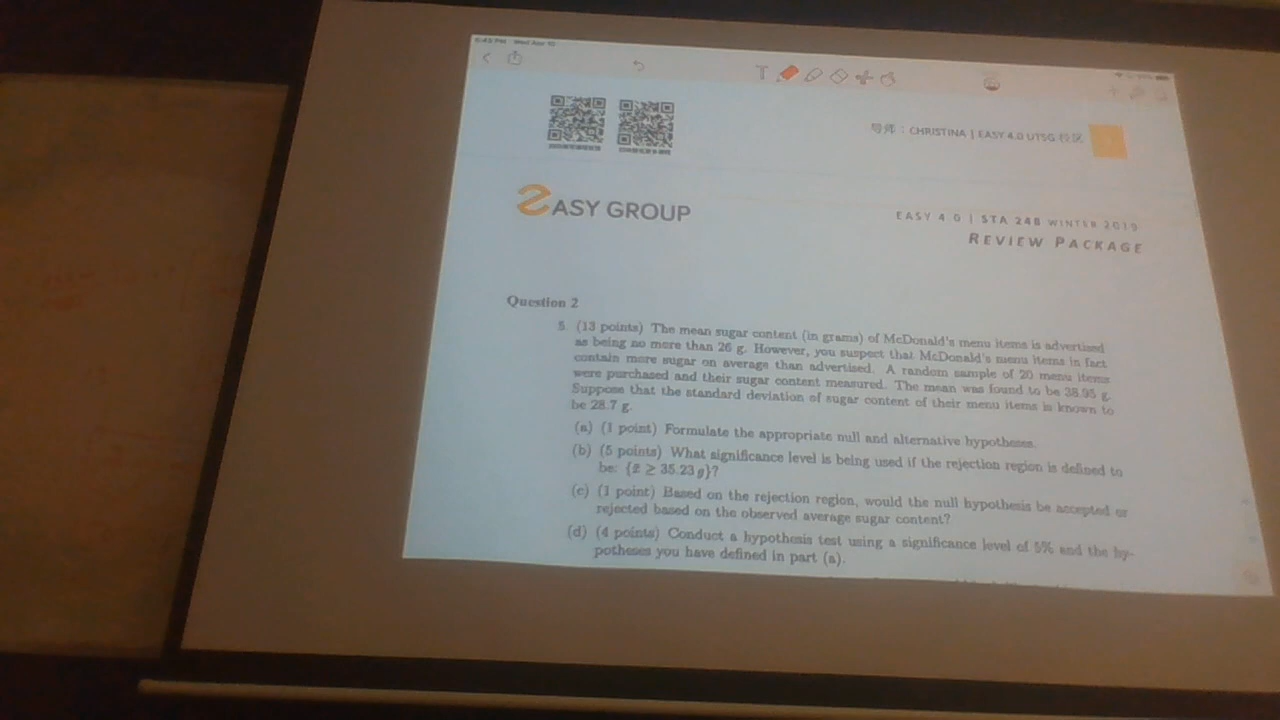 6:43 PM Wed Apr 10
导师：CHRISTINA | EASY 4.0 UTSG 校区
ASY GROUP
EASY 4.0 | STA 248 WINTER 2019
REVIEW PACKAGE
Question 2
5. (13 points) The mean sugar content (in grams) of McDonald's menu items is advertised
as being no more than 26 g. However, you suspect that McDonald's menu items in fact
contain more sugar on average than advertised. A random sample of 20 menu items
were purchased and their sugar content measured. The mean was found to be 38.95 g.
Suppose that the standard deviation of sugar content of their menu items is known to
be 28.7 g.
(a) (1 point) Formulate the appropriate null and alternative hypotheses.
(b) (5 points) What significance level is being used if the rejection region is defined to
be: {x̄ ≥ 35.23 g}?
(c) (1 point) Based on the rejection region, would the null hypothesis be accepted or
rejected based on the observed average sugar content?
(d) (4 points) Conduct a hypothesis test using a significance level of 5% and the hy-
potheses you have defined in part (a).